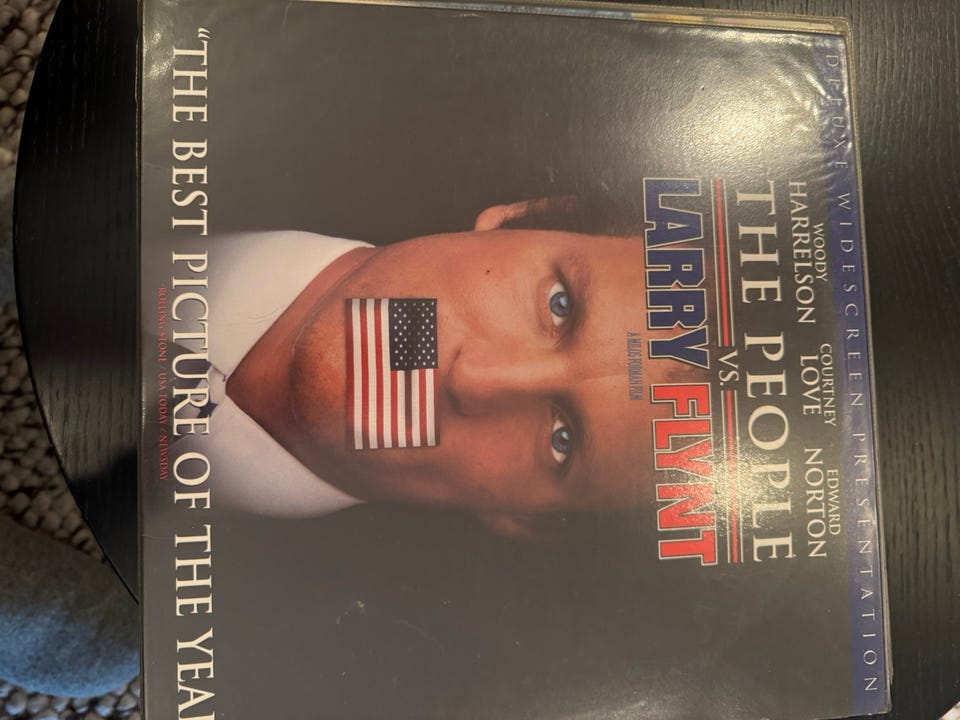 DELUXE WIDESCREEN PRESENTATION
WOODY HARRELSON
COURTNEY LOVE
EDWARD NORTON
THE PEOPLE
VS.
LARRY FLYNT
A MILOS FORMAN FILM
"THE BEST PICTURE OF THE YEA
ROLLING STONE / USA TODAY / NEWSDAY